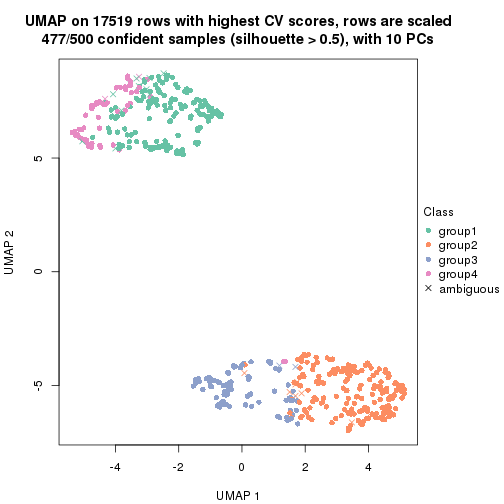 UMAP on 17519 rows with highest CV scores, rows are scaled
477/500 confident samples (silhouette > 0.5), with 10 PCs
5
0
-5
UMAP 2
-4
-2
0
2
4
UMAP 1
Class
group1
group2
group3
group4
ambiguous